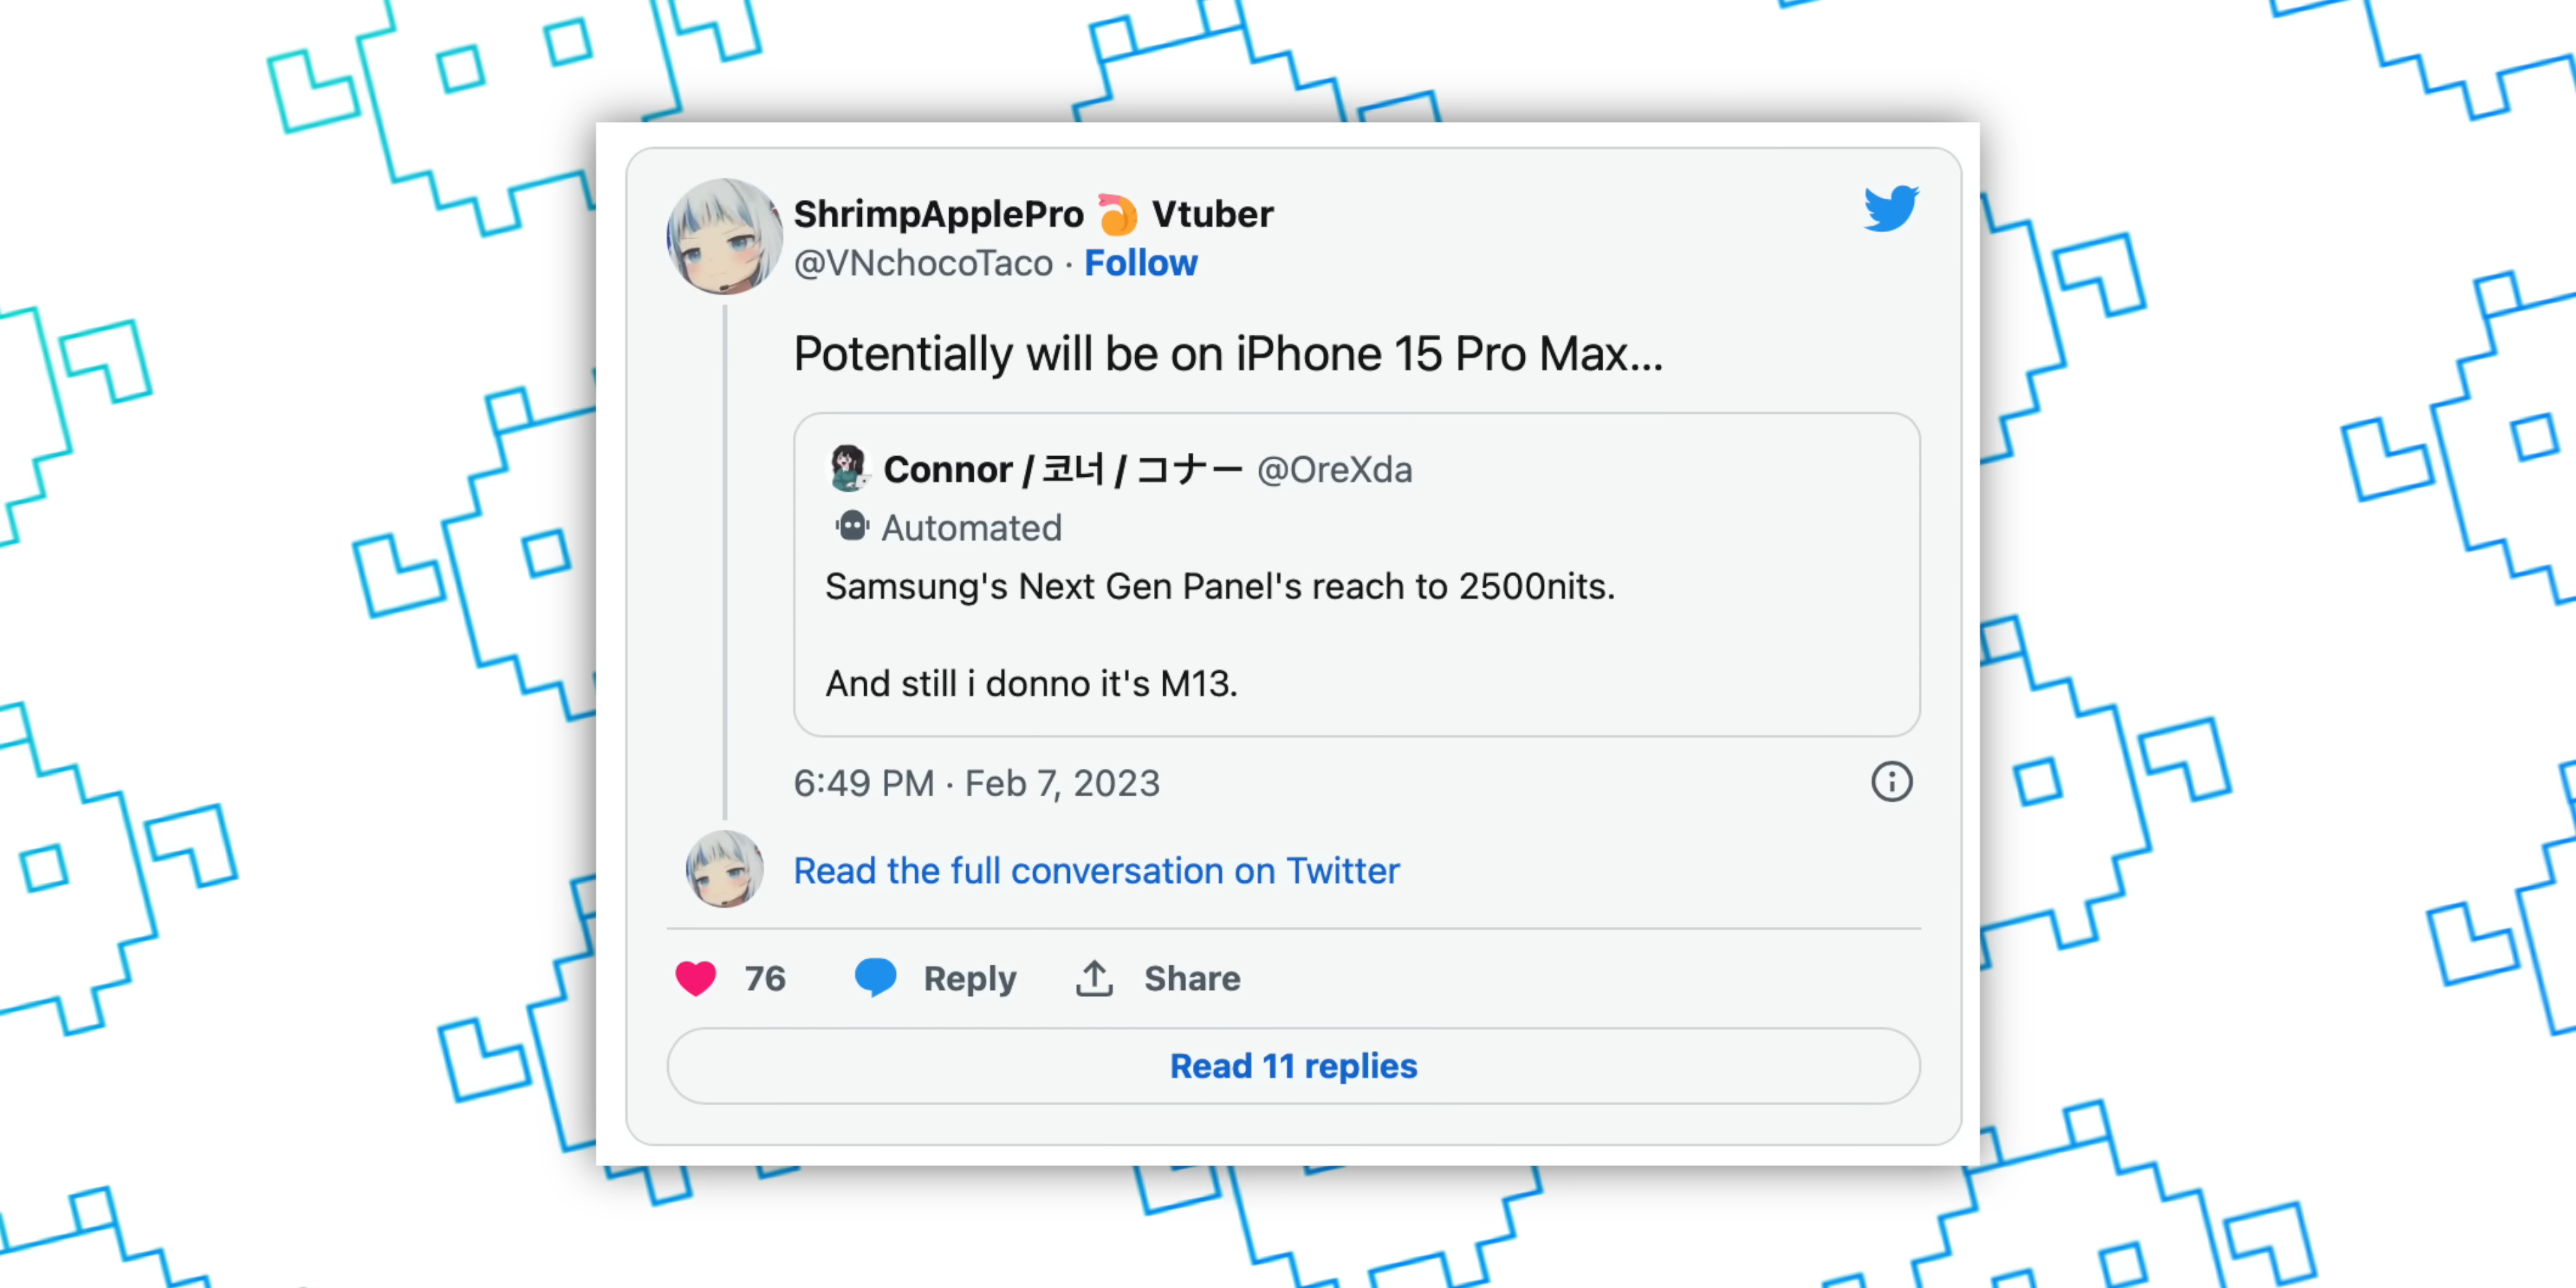 ShrimpApplePro 🍤 Vtuber
@VNchocoTaco · Follow
Potentially will be on iPhone 15 Pro Max...
Connor / 코너 / コナー @OreXda
Automated
Samsung's Next Gen Panel's reach to 2500nits.
And still i donno it's M13.
6:49 PM · Feb 7, 2023
Read the full conversation on Twitter
76 Reply Share
Read 11 replies